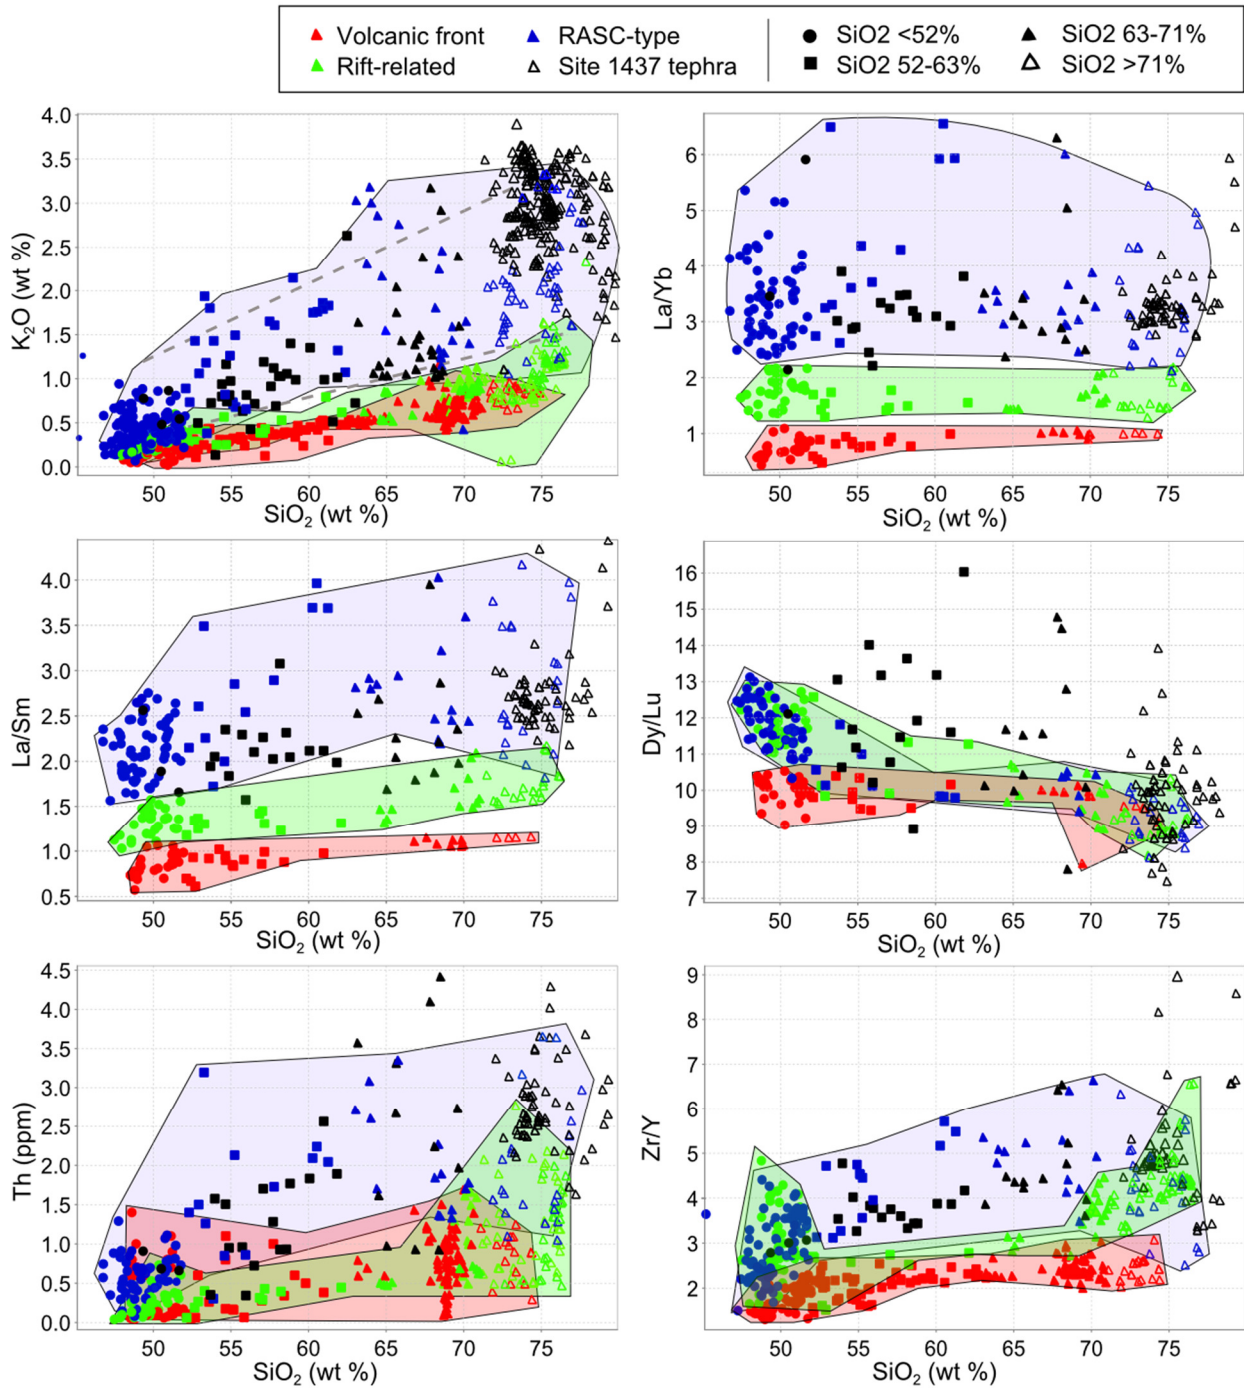 Volcanic front RASC-type SiO2 <52% SiO2 63-71%
Rift-related Site 1437 tephra SiO2 52-63% SiO2 >71%
K₂O (wt %)
4.0
3.5
3.0
2.5
2.0
1.5
1.0
0.5
0.0
50 55 60 65 70 75
SiO₂ (wt %)
La/Yb
6
5
4
3
2
1
50 55 60 65 70 75
SiO₂ (wt %)
La/Sm
4.0
3.5
3.0
2.5
2.0
1.5
1.0
0.5
50 55 60 65 70 75
SiO₂ (wt %)
Dy/Lu
16
15
14
13
12
11
10
9
8
7
50 55 60 65 70 75
SiO₂ (wt %)
Th (ppm)
4.5
4.0
3.5
3.0
2.5
2.0
1.5
1.0
0.5
0.0
50 55 60 65 70 75
SiO₂ (wt %)
Zr/Y
9
8
7
6
5
4
3
2
50 55 60 65 70 75
SiO₂ (wt %)